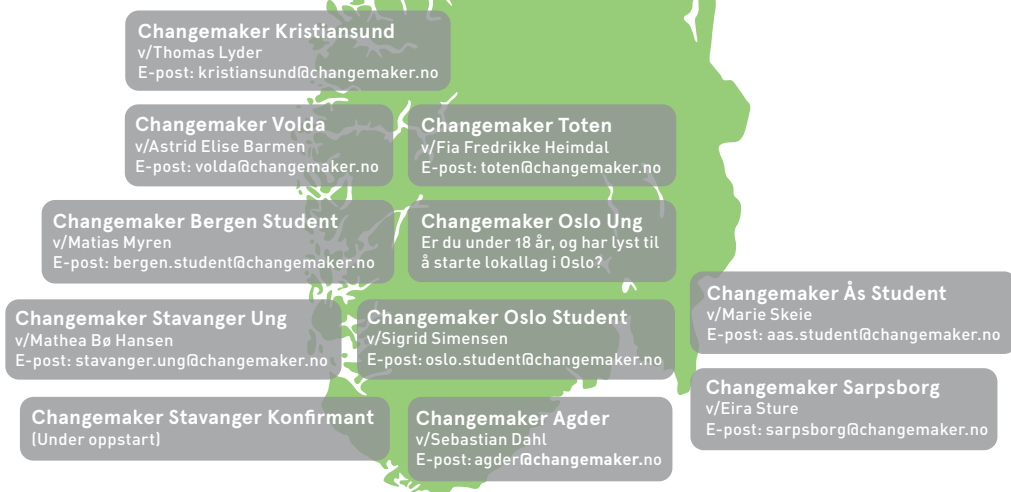 Changemaker Kristiansund
v/Thomas Lyder
E-post: kristiansund@changemaker.no
Changemaker Volda
v/Astrid Elise Barmen
E-post: volda@changemaker.no
Changemaker Toten
v/Fia Fredrikke Heimdal
E-post: toten@changemaker.no
Changemaker Bergen Student
v/Matias Myren
E-post: bergen.student@changemaker.no
Changemaker Oslo Ung
Er du under 18 år, og har lyst til
å starte lokallag i Oslo?
Changemaker Ås Student
v/Marie Skeie
E-post: aas.student@changemaker.no
Changemaker Stavanger Ung
v/Mathea Bø Hansen
E-post: stavanger.ung@changemaker.no
Changemaker Oslo Student
v/Sigrid Simensen
E-post: oslo.student@changemaker.no
Changemaker Sarpsborg
v/Eira Sture
E-post: sarpsborg@changemaker.no
Changemaker Stavanger Konfirmant
(Under oppstart)
Changemaker Agder
v/Sebastian Dahl
E-post: agder@changemaker.no